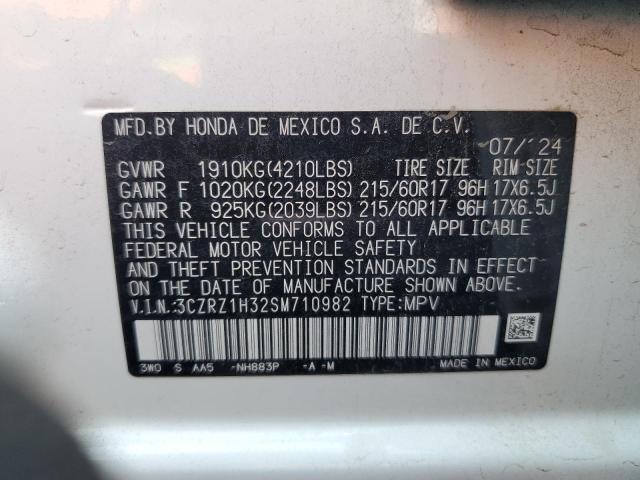 MFD. BY HONDA DE MEXICO S.A. DE C.V.
07/'24
GVWR 1910KG(4210LBS) TIRE SIZE RIM SIZE
GAWR F 1020KG(2248LBS) 215/60R17 96H 17X6.5J
GAWR R 925KG(2039LBS) 215/60R17 96H 17X6.5J
THIS VEHICLE CONFORMS TO ALL APPLICABLE
FEDERAL MOTOR VEHICLE SAFETY
AND THEFT PREVENTION STANDARDS IN EFFECT
ON THE DATE OF MANUFACTURE SHOWN ABOVE.
V.I.N.:3CZRZ1H32SM710982 TYPE:MPV
3W0 S AA5 -NH883P -A -M
MADE IN MEXICO